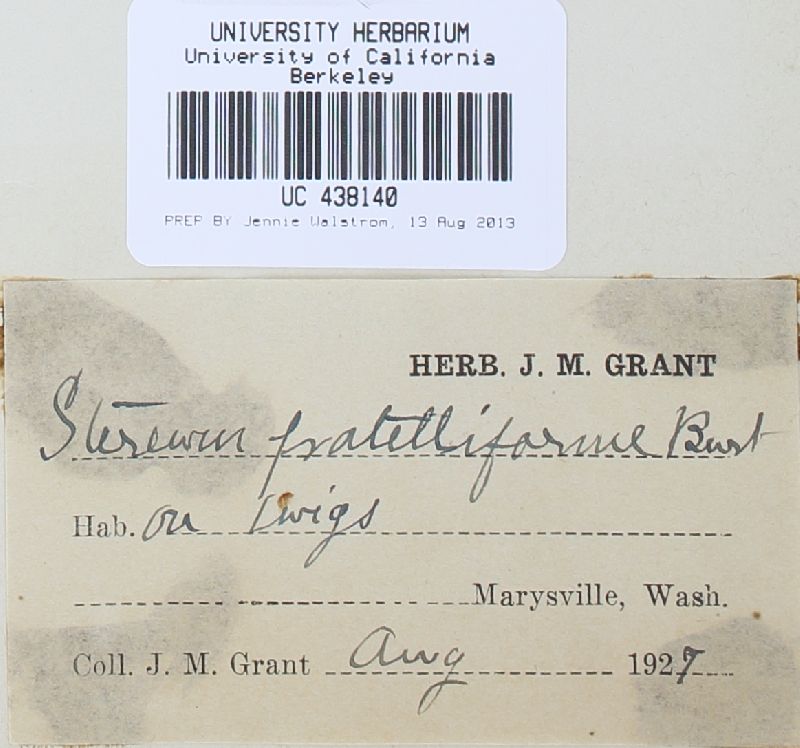 UNIVERSITY HERBARIUM
University of California
Berkeley
UC 438140
PREP BY Jennie Walstrom, 13 Aug 2013
HERB. J. M. GRANT
Stereum pratelliforme Burt
Hab. on twigs
Marysville, Wash.
Coll. J. M. Grant Aug 1927